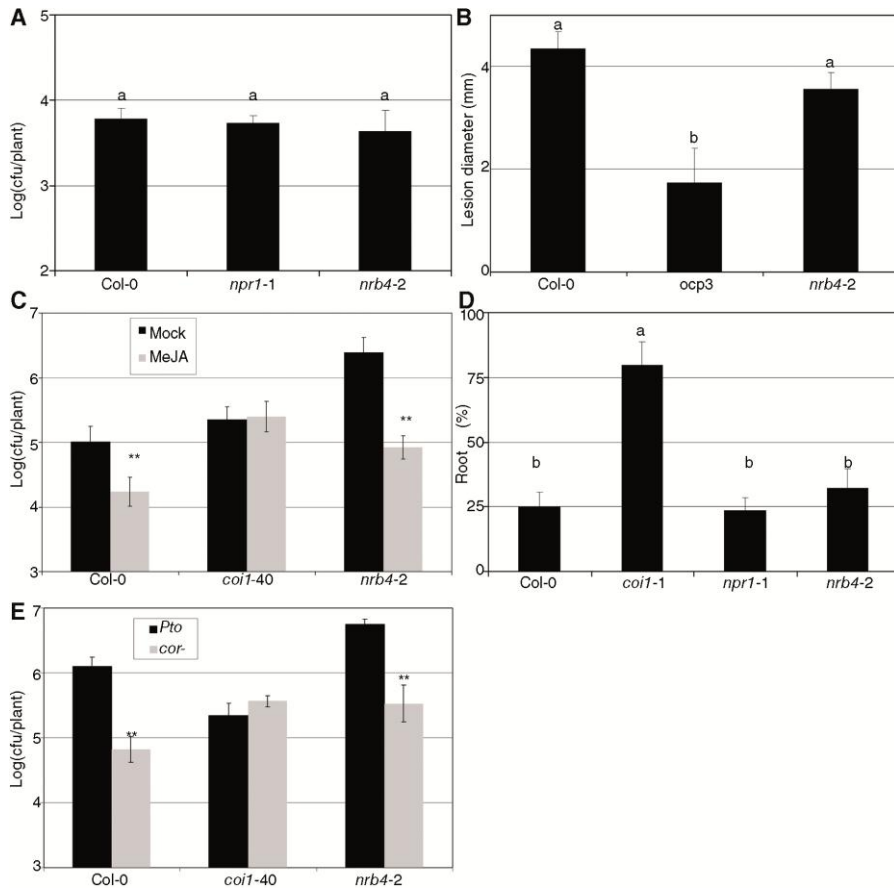 A
Log(cfu/plant)
5
4
3
2
a a a
Col-0 npr1-1 nrb4-2
B
Lesion diameter (mm)
4
2
0
a
b
a
Col-0 ocp3 nrb4-2
C
Log(cfu/plant)
7
6
5
4
3
Mock
MeJA
**
**
Col-0 coi1-40 nrb4-2
D
Root (%)
100
75
50
25
0
a
b b b
Col-0 coi1-1 npr1-1 nrb4-2
E
Log(cfu/plant)
7
6
5
4
3
Pto
cor-
**
**
Col-0 coi1-40 nrb4-2